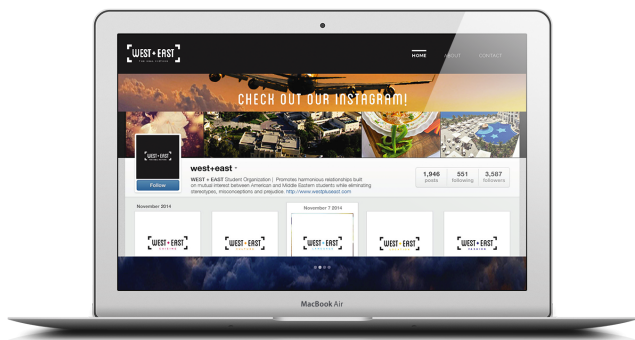 WEST+EAST
HOME ABOUT CONTACT
CHECK OUT OUR INSTAGRAM!
WEST+EAST
Follow
west+east
WEST + EAST Student Organization | Promotes harmonious relationships built
on mutual interest between American and Middle Eastern students while eliminating
stereotypes, misconceptions and prejudice. http://www.westpluseast.com
1,946 551 3,587
posts following followers
November 2014
November 7 2014
WEST+EAST
WEST+EAST
WEST+EAST
WEST+EAST
WEST+EAST
MacBook Air